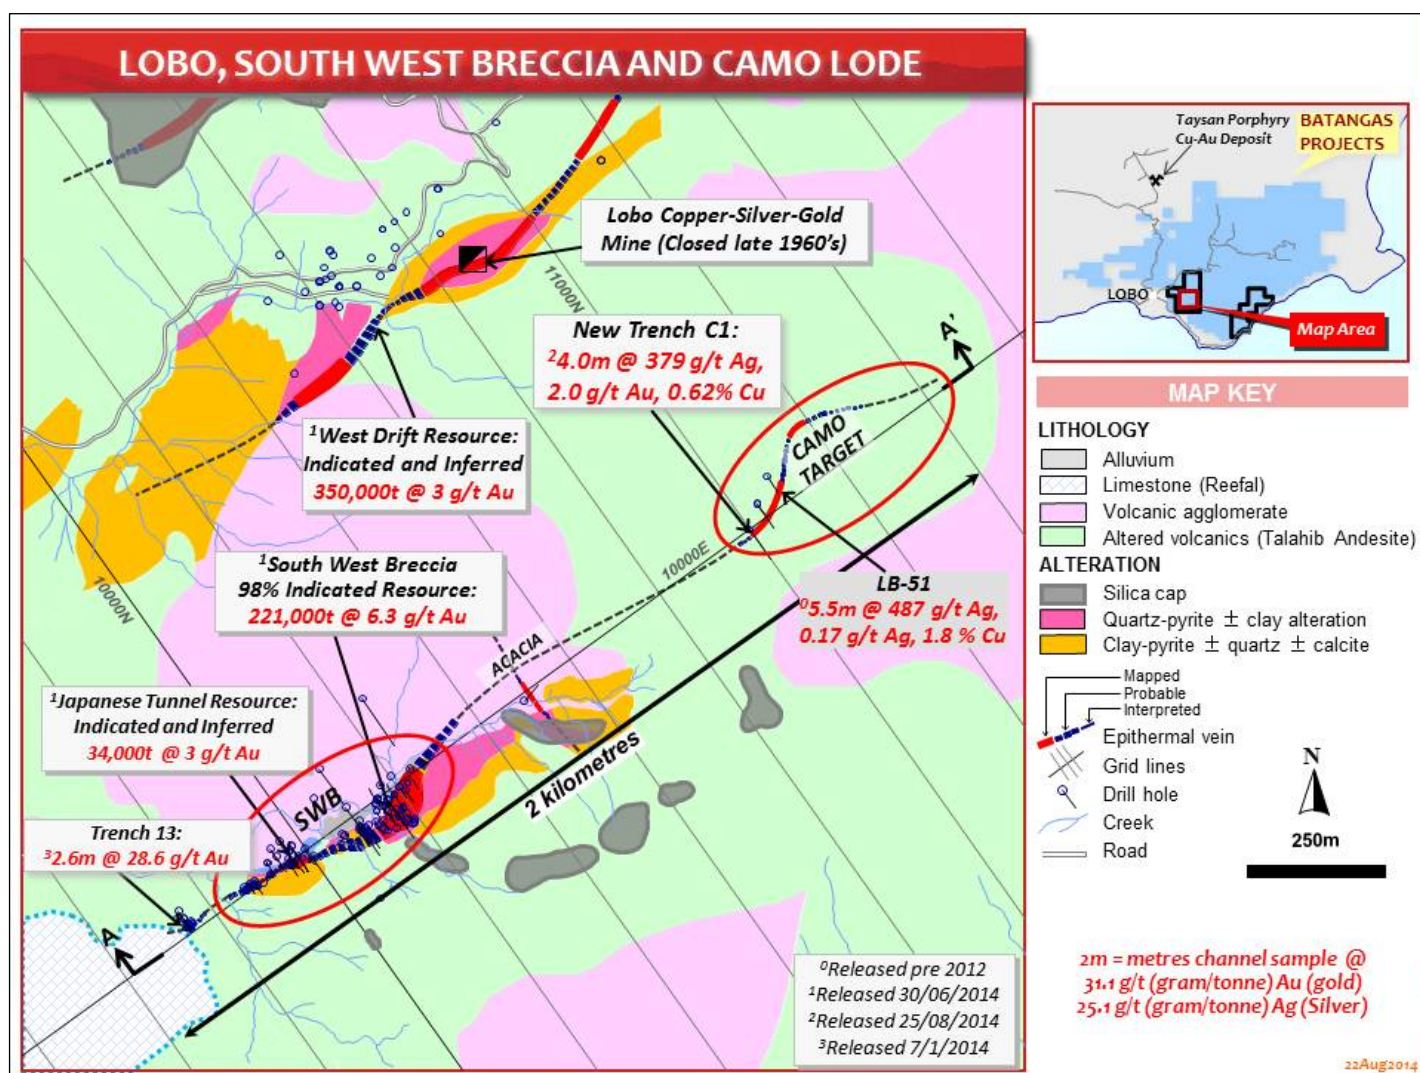 LOBO, SOUTH WEST BRECCIA AND CAMO LODE
Lobo Copper-Silver-Gold
Mine (Closed late 1960's)
11000N
New Trench C1:
²4.0m @ 379 g/t Ag,
2.0 g/t Au, 0.62% Cu
A'
¹West Drift Resource:
Indicated and Inferred
350,000t @ 3 g/t Au
CAMO
TARGET
10000E
10000N
¹South West Breccia
98% Indicated Resource:
221,000t @ 6.3 g/t Au
LB-51
⁰5.5m @ 487 g/t Ag,
0.17 g/t Ag, 1.8 % Cu
ACACIA
¹Japanese Tunnel Resource:
Indicated and Inferred
34,000t @ 3 g/t Au
2 kilometres
SWB
Trench 13:
³2.6m @ 28.6 g/t Au
A
⁰Released pre 2012
¹Released 30/06/2014
²Released 25/08/2014
³Released 7/1/2014
Taysan Porphyry
Cu-Au Deposit
BATANGAS
PROJECTS
LOBO
Map Area
MAP KEY
LITHOLOGY
Alluvium
Limestone (Reefal)
Volcanic agglomerate
Altered volcanics (Talahib Andesite)
ALTERATION
Silica cap
Quartz-pyrite ± clay alteration
Clay-pyrite ± quartz ± calcite
Mapped
Probable
Interpreted
Epithermal vein
Grid lines
Drill hole
Creek
Road
N
250m
2m = metres channel sample @
31.1 g/t (gram/tonne) Au (gold)
25.1 g/t (gram/tonne) Ag (Silver)
22Aug2014